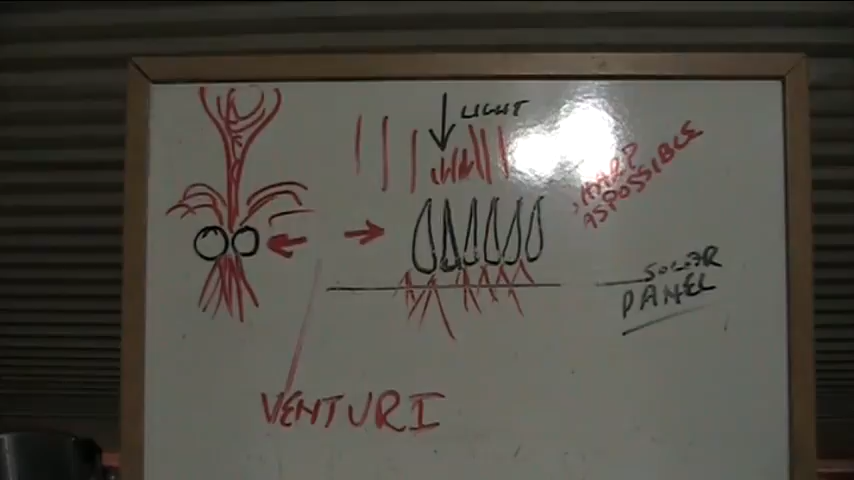 LIGHT
SHARP
AS POSSIBLE
SOLAR
PANEL
VENTURI